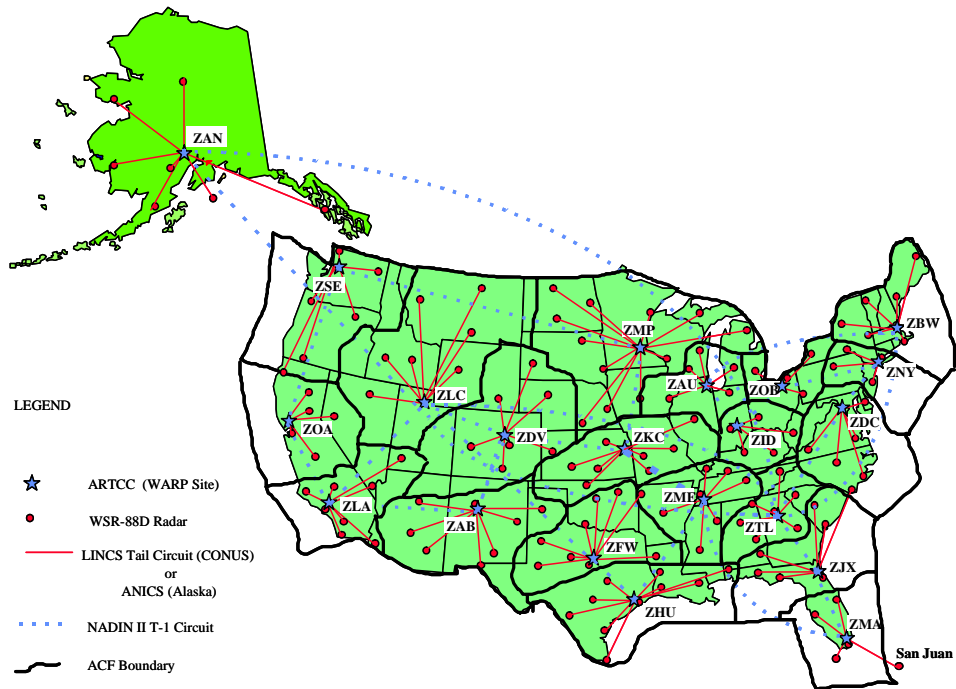 ZAN
ZSE
ZMP
ZBW
ZNY
ZAU
ZOB
ZLC
ZDC
LEGEND
ZOA
ZDV
ZKC
ZID
ARTCC (WARP Site)
ZLA
ZME
WSR-88D Radar
ZAB
ZTL
LINCS Tail Circuit (CONUS)
or
ANICS (Alaska)
ZFW
ZJX
ZHU
NADIN II T-1 Circuit
ZMA
San Juan
ACF Boundary